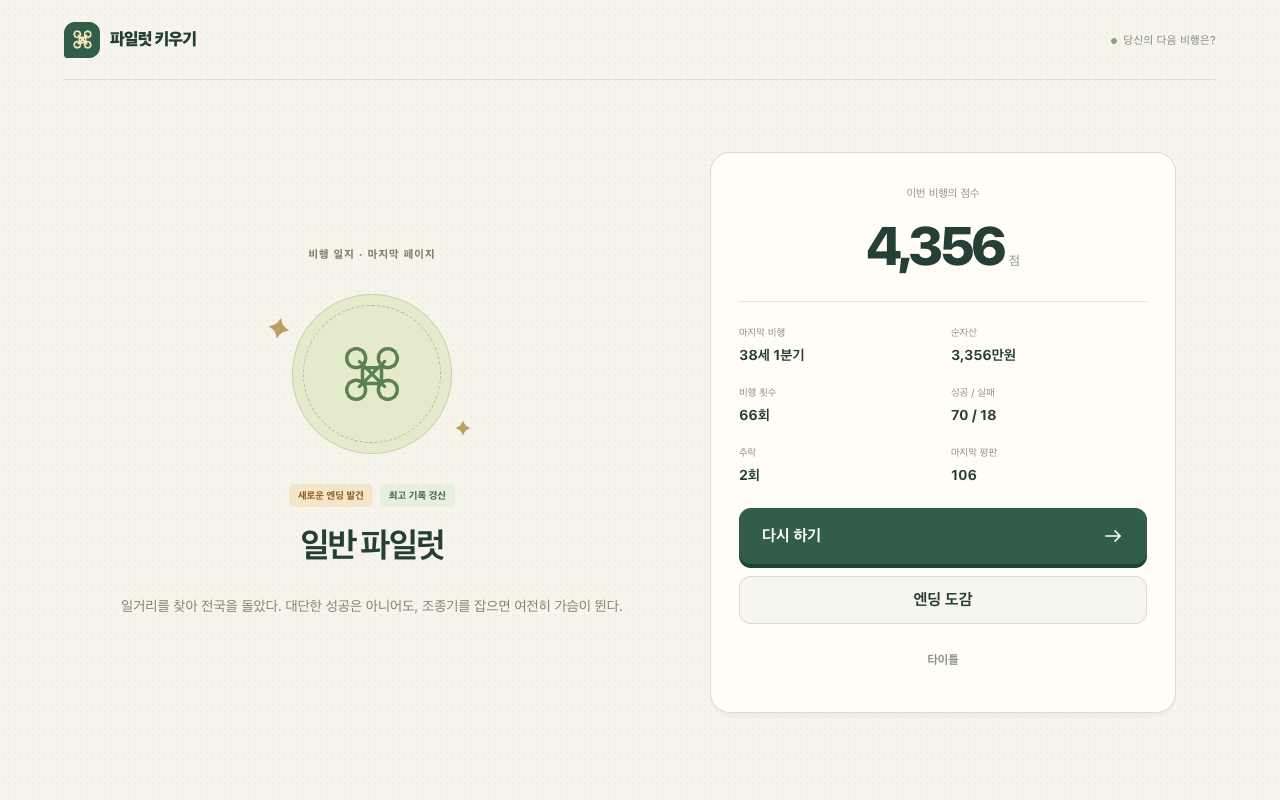 파일럿 키우기
당신의 다음 비행은?
비행 일지 · 마지막 페이지
새로운 엔딩 발견
최고 기록 경신
일반 파일럿
일거리를 찾아 전국을 돌았다. 대단한 성공은 아니어도, 조종기를 잡으면 여전히 가슴이 뛴다.
이번 비행의 점수
4,356점
마지막 비행
38세 1분기
순자산
3,356만원
비행 횟수
66회
성공 / 실패
70 / 18
추락
2회
마지막 평판
106
다시 하기
엔딩 도감
타이틀